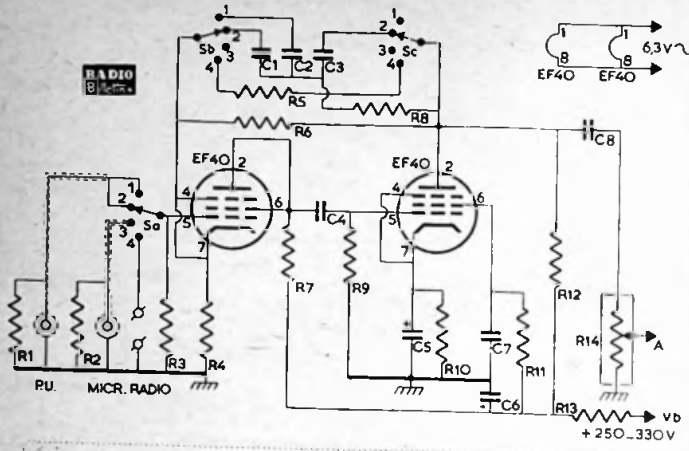 1
2
3
4
Sb
C1
C2
C3
1
2
3
4
Sc
R5
R8
R6
1
8
EF40
1
8
EF40
6,3V~
RADIO
Bulletin
EF40
2
4
5
6
7
EF40
2
4
5
6
7
C8
1
2
3
4
Sa
C4
R7
R9
R12
R1
R2
R3
R4
C5
R10
C7
R11
R14
A
C6
R13
Vb
P.U.
MICR.
RADIO
+250_330V